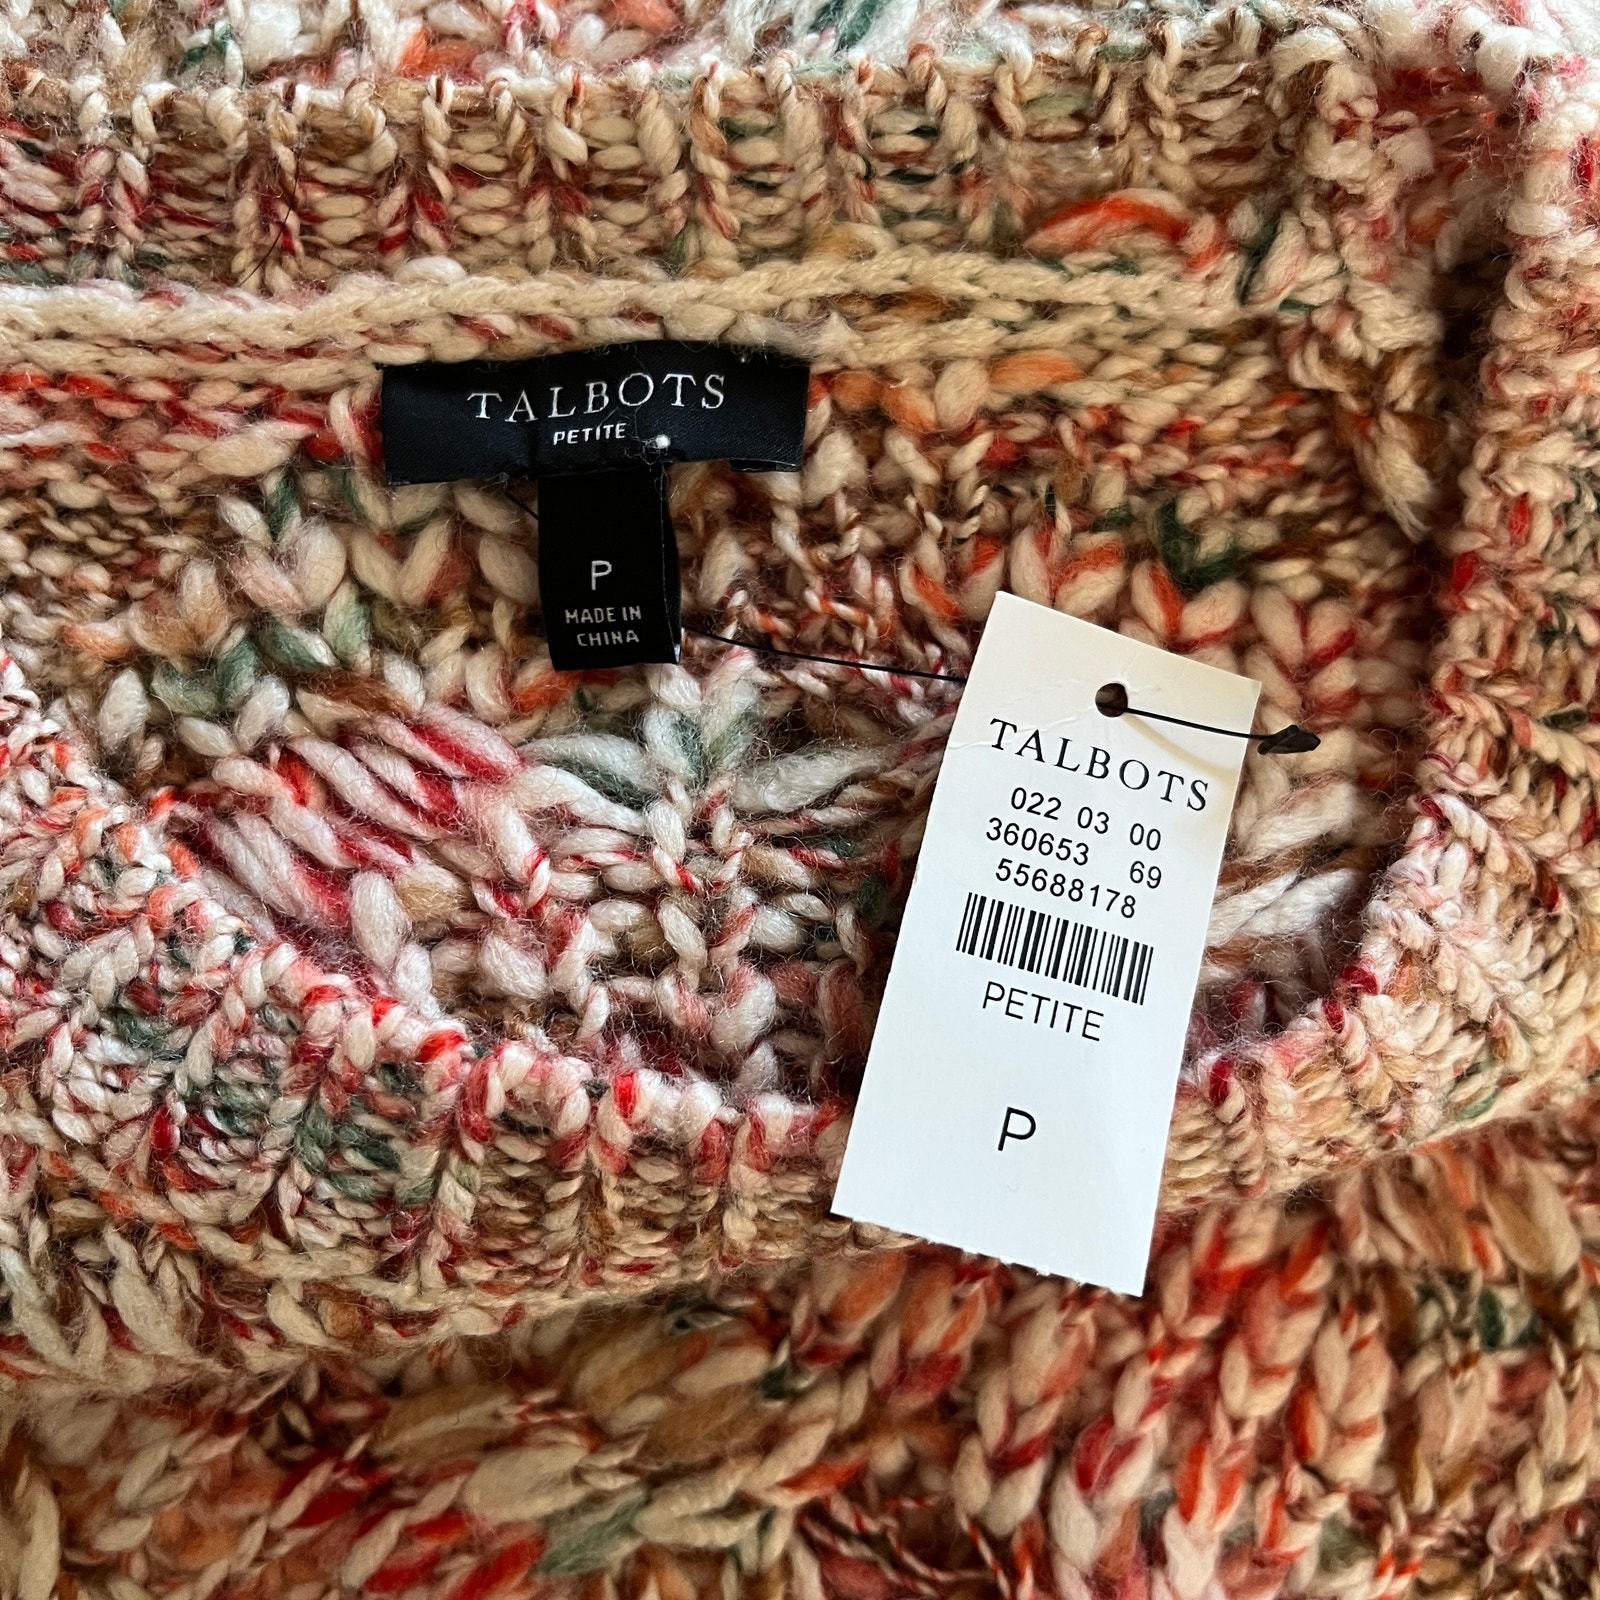 TALBOTS
PETITE
P
MADE IN
CHINA
TALBOTS
022 03 00
360653 69
55688178
PETITE
P